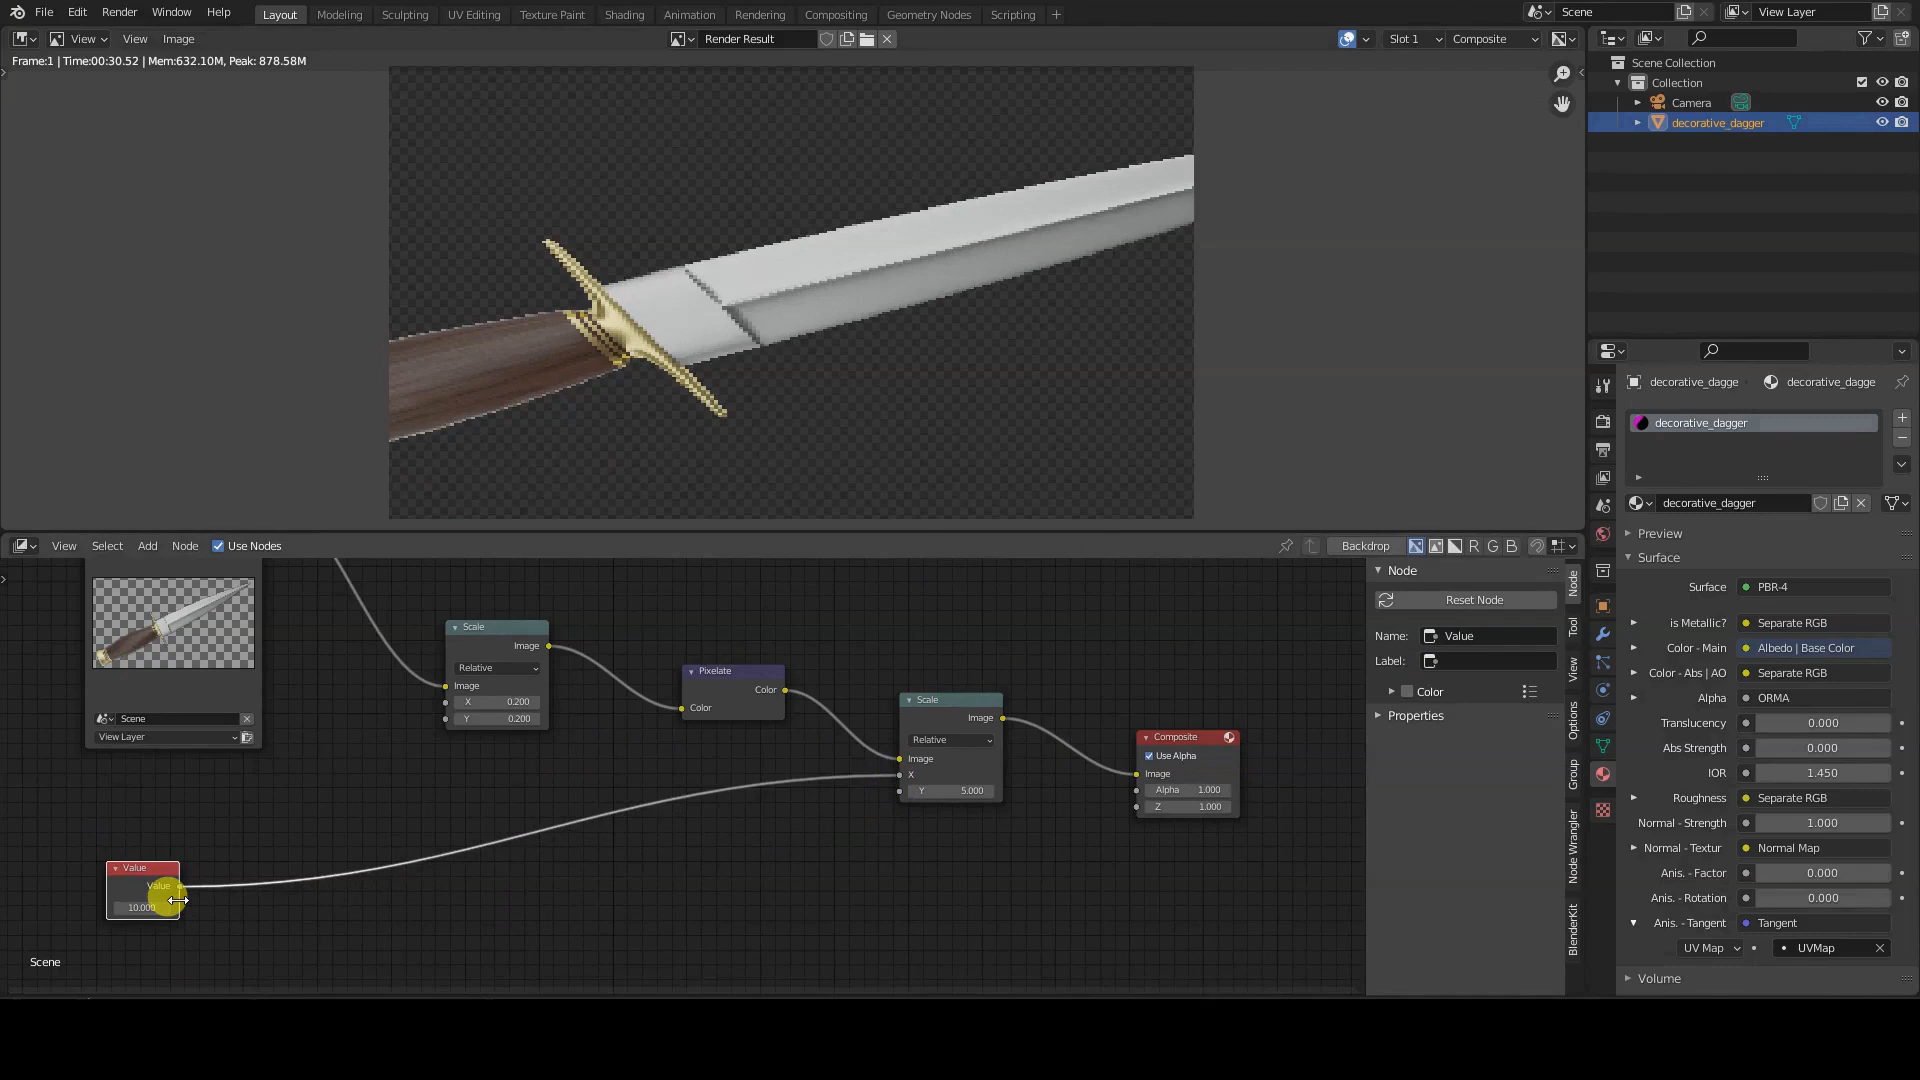 File Edit Render Window Help Layout Modeling Sculpting UV Editing Texture Paint Shading Animation Rendering Compositing Geometry Nodes Scripting + Scene View Layer
View View Image Render Result Slot 1 Composite
Frame:1 | Time:00:30.52 | Mem:632.10M, Peak: 878.58M
Scene Collection
Collection
Camera
decorative_dagger
decorative_dagge decorative_dagge
decorative_dagger
decorative_dagger
Preview
Surface
Surface PBR-4
is Metallic? Separate RGB
Color - Main Albedo | Base Color
Color - Abs | AO Separate RGB
Alpha ORMA
Translucency 0.000
Abs Strength 0.000
IOR 1.450
Roughness Separate RGB
Normal - Strength 1.000
Normal - Textur Normal Map
Anis. - Factor 0.000
Anis. - Rotation 0.000
Anis. - Tangent Tangent
UV Map UVMap
Volume
View Select Add Node Use Nodes Backdrop R G B
Node
Reset Node
Name: Value
Label:
Color
Properties
Node
Tool
View
Options
Group
Node Wrangler
BlenderKit
Scene
View Layer
Scale
Image
Relative
Image
X 0.200
Y 0.200
Pixelate
Color
Color
Scale
Image
Relative
Image
X
Y 5.000
Composite
Use Alpha
Image
Alpha 1.000
Z 1.000
Value
Value
10.000
Scene